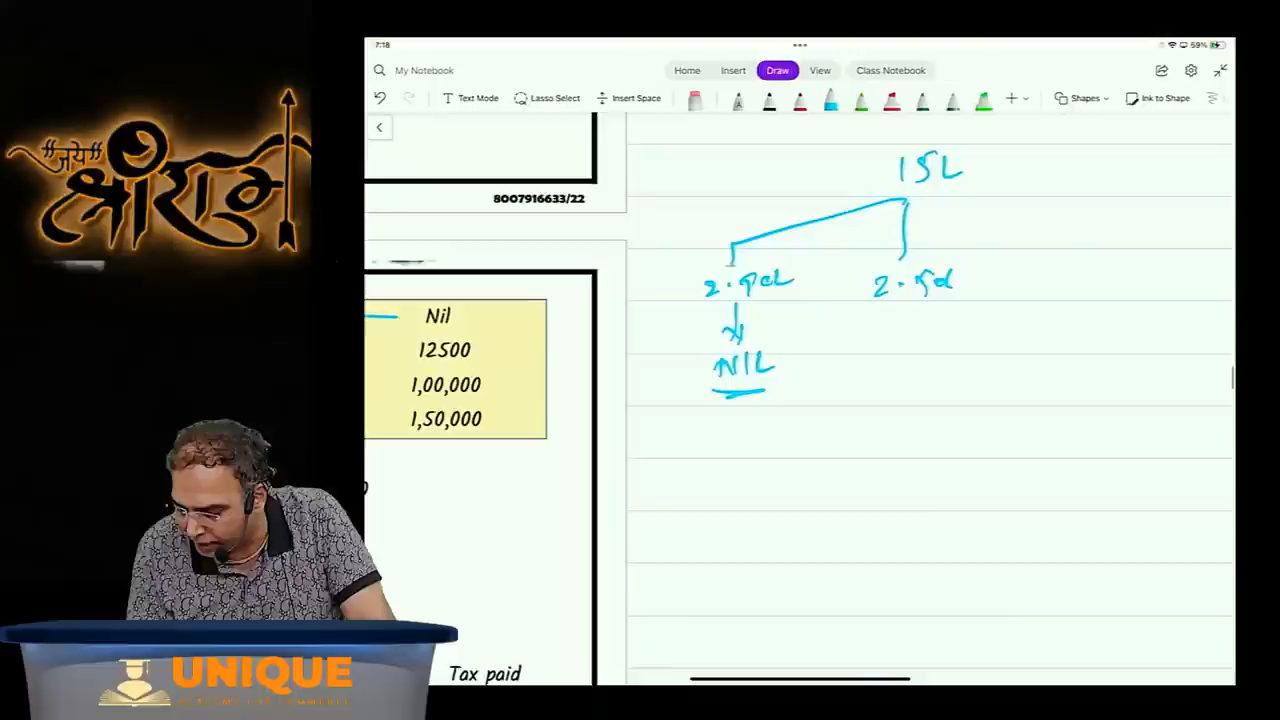 "जय"
श्रीराम
7:18
59%
My Notebook
Home Insert Draw View Class Notebook
Text Mode Lasso Select Insert Space Shapes Ink to Shape
8007916633/22
Nil
12500
1,00,000
1,50,000
Tax paid
15L
2.50L 2.5L
NIL
UNIQUE